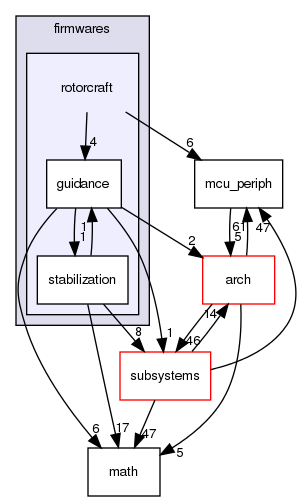 firmwares
rotorcraft
4
6
guidance
mcu_periph
1
1
61
5
47
2
stabilization
arch
8
1
14
46
subsystems
6
17
47
5
math